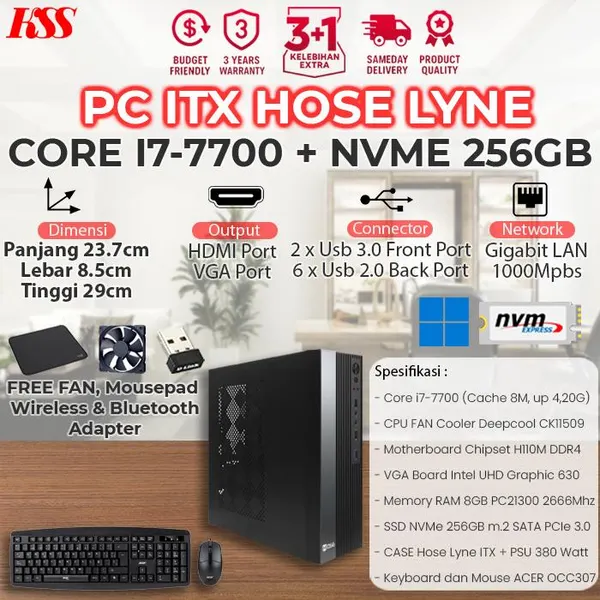 KSS
BUDGET FRIENDLY
3 YEARS WARRANTY
3+1
KELEBIHAN EXTRA
SAMEDAY DELIVERY
PRODUCT QUALITY
PC ITX HOSE LYNE
CORE I7-7700 + NVME 256GB
Dimensi
Panjang 23.7cm
Lebar 8.5cm
Tinggi 29cm
Output
HDMI Port
VGA Port
Connector
2 x Usb 3.0 Front Port
6 x Usb 2.0 Back Port
Network
Gigabit LAN
1000Mpbs
nvm
EXPRESS
FREE FAN, Mousepad
Wireless & Bluetooth
Adapter
Spesifikasi :
- Core i7-7700 (Cache 8M, up 4,20G)
- CPU FAN Cooler Deepcool CK11509
- Motherboard Chipset H110M DDR4
- VGA Board Intel UHD Graphic 630
- Memory RAM 8GB PC21300 2666Mhz
- SSD NVMe 256GB m.2 SATA PCIe 3.0
- CASE Hose Lyne ITX + PSU 380 Watt
- Keyboard dan Mouse ACER OCC307